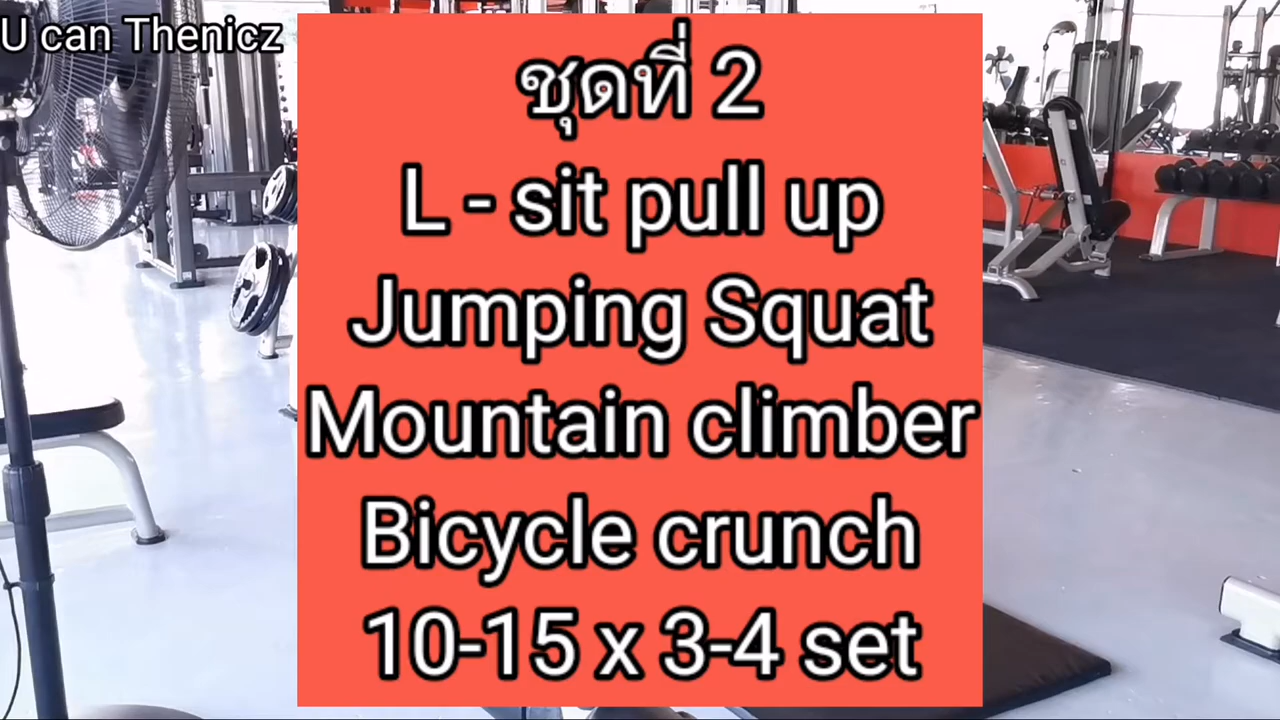 U can Thenicz
ชุดที่ 2
L - sit pull up
Jumping Squat
Mountain climber
Bicycle crunch
10-15 x 3-4 set